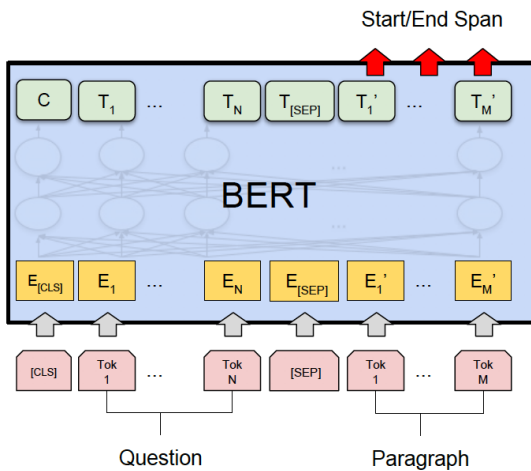 Start/End Span
C T1 ... TN T[SEP] T1' ... TM'
...
BERT
...
E[CLS] E1 ... EN E[SEP] E1' ... EM'
[CLS] Tok 1 ... Tok N [SEP] Tok 1 ... Tok M
Question Paragraph